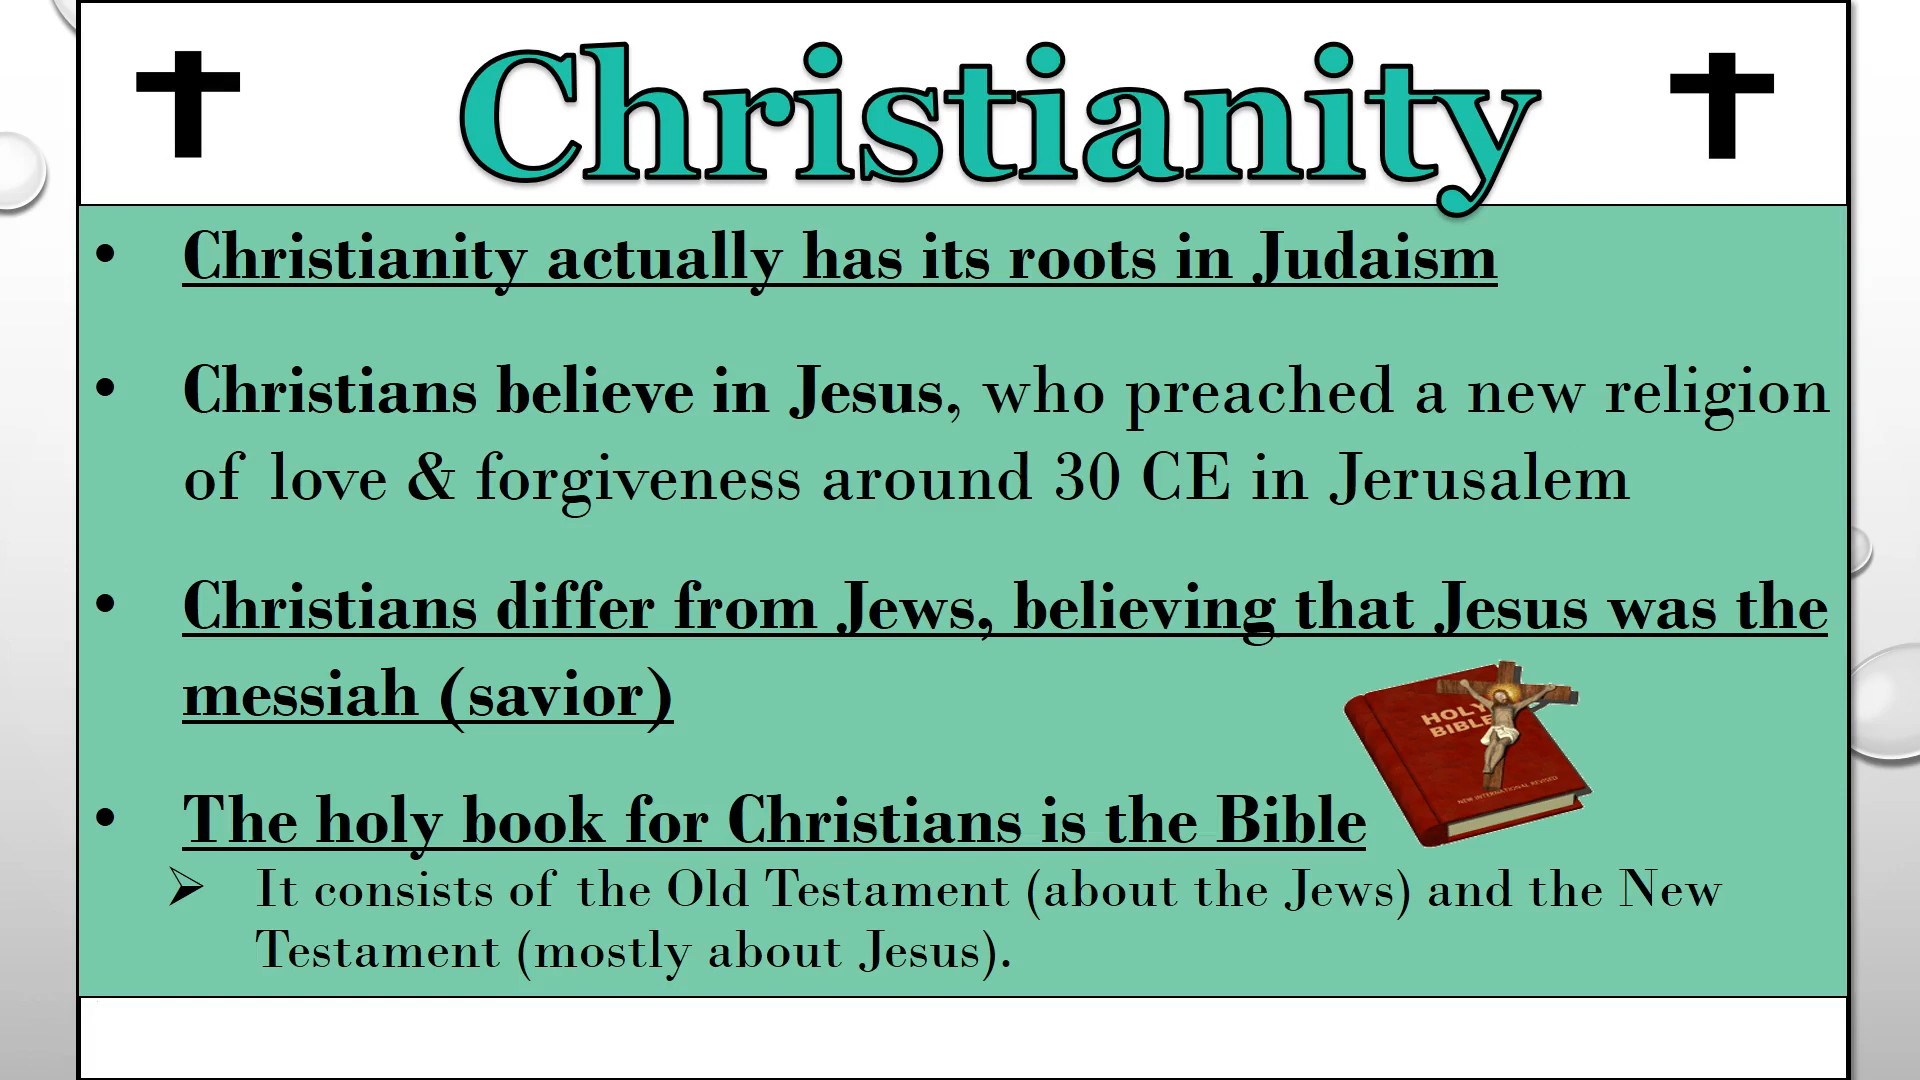 Christianity
• Christianity actually has its roots in Judaism
• Christians believe in Jesus, who preached a new religion
of love & forgiveness around 30 CE in Jerusalem
• Christians differ from Jews, believing that Jesus was the
messiah (savior)
HOLY
BIBLE
NEW INTERNATIONAL REVISED
• The holy book for Christians is the Bible
➢ It consists of the Old Testament (about the Jews) and the New
Testament (mostly about Jesus).